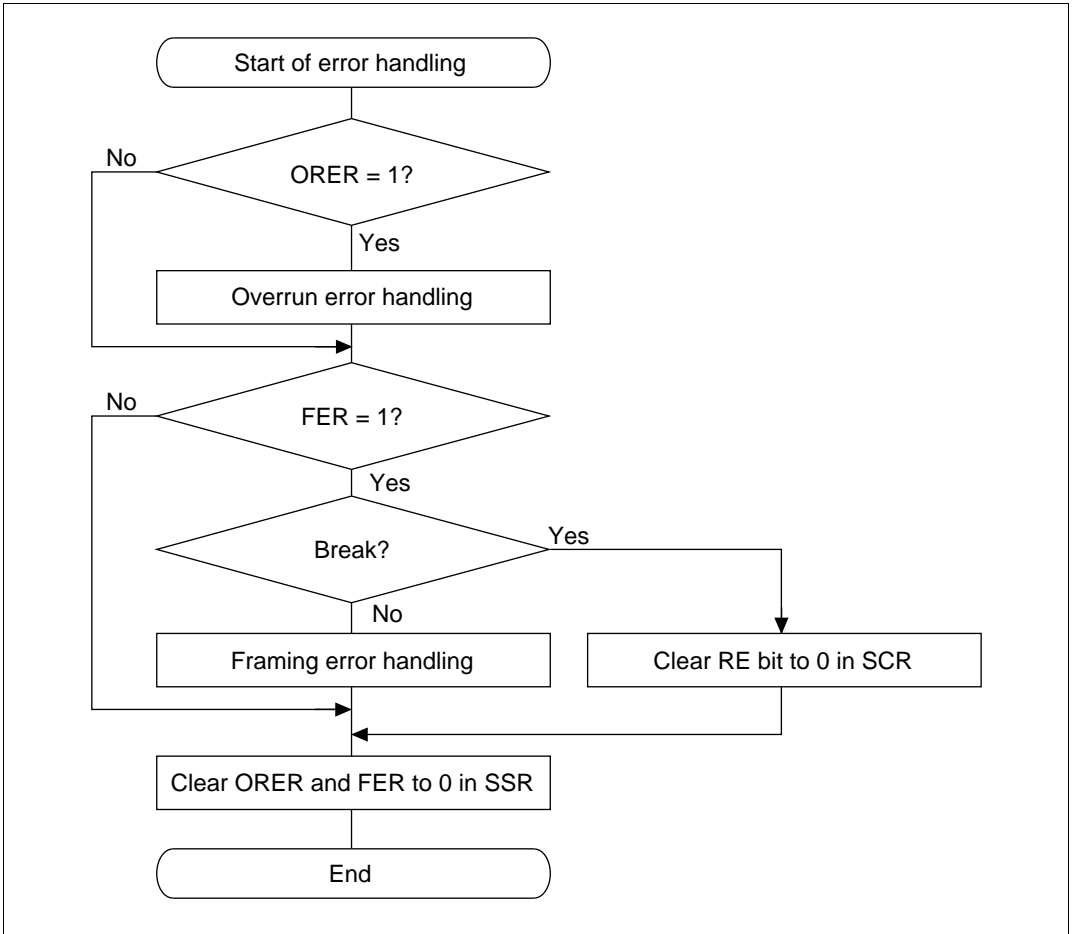 Start of error handling
No
ORER = 1?
Yes
Overrun error handling
No
FER = 1?
Yes
Break?
Yes
No
Framing error handling
Clear RE bit to 0 in SCR
Clear ORER and FER to 0 in SSR
End